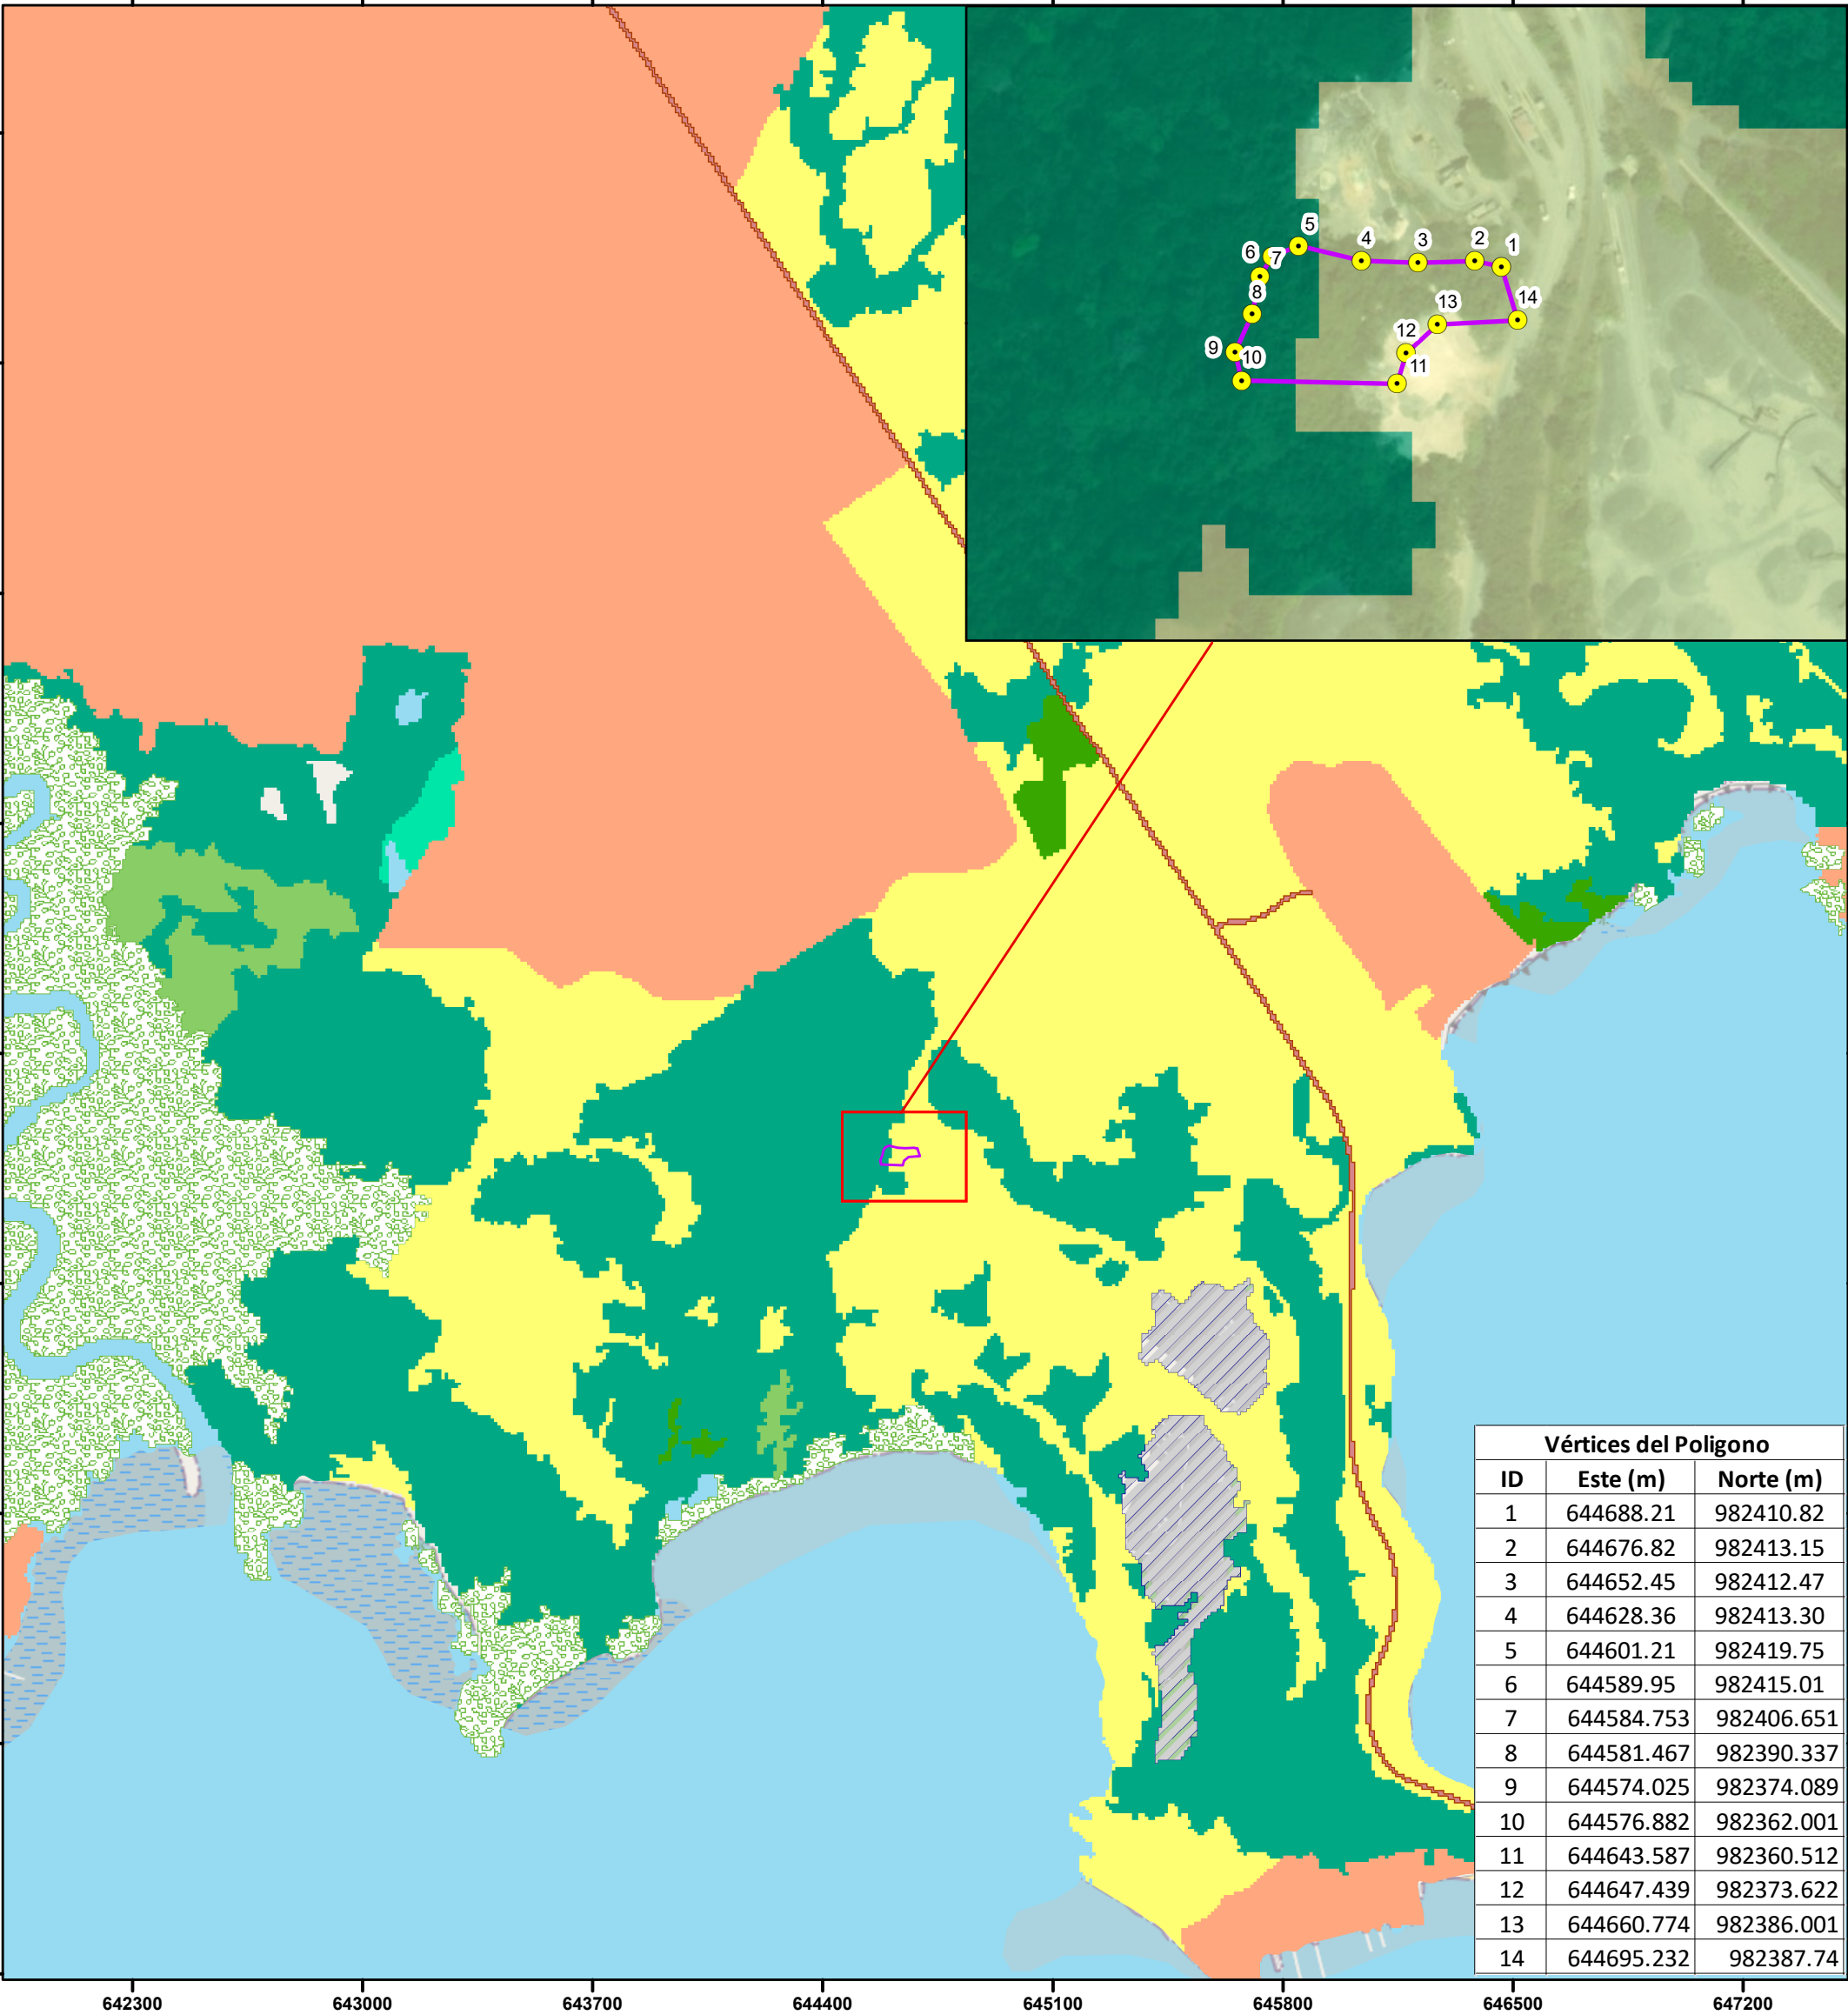 5
4
3
2
1
6
7
8
14
13
12
9
10
11
Vértices del Poligono
ID Este (m) Norte (m)
1 644688.21 982410.82
2 644676.82 982413.15
3 644652.45 982412.47
4 644628.36 982413.30
5 644601.21 982419.75
6 644589.95 982415.01
7 644584.753 982406.651
8 644581.467 982390.337
9 644574.025 982374.089
10 644576.882 982362.001
11 644643.587 982360.512
12 644647.439 982373.622
13 644660.774 982386.001
14 644695.232 982387.74
642300 643000 643700 644400 645100 645800 646500 647200